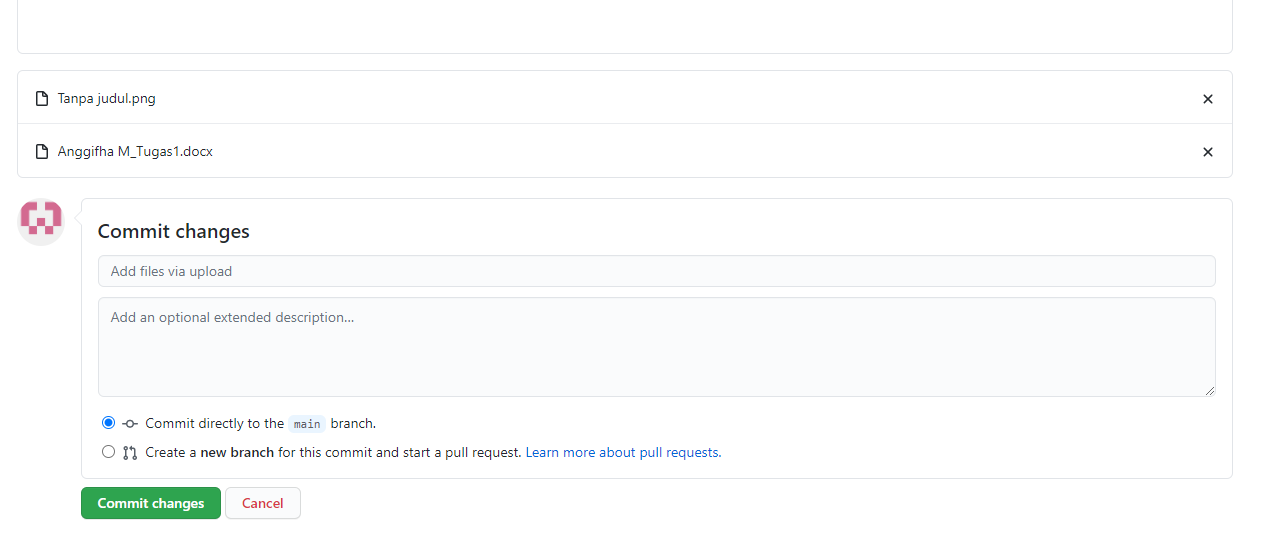 Tanpa judul.png
Anggifha M_Tugas1.docx
Commit changes
Add files via upload
Add an optional extended description...
Commit directly to the main branch.
Create a new branch for this commit and start a pull request. Learn more about pull requests.
Commit changes Cancel